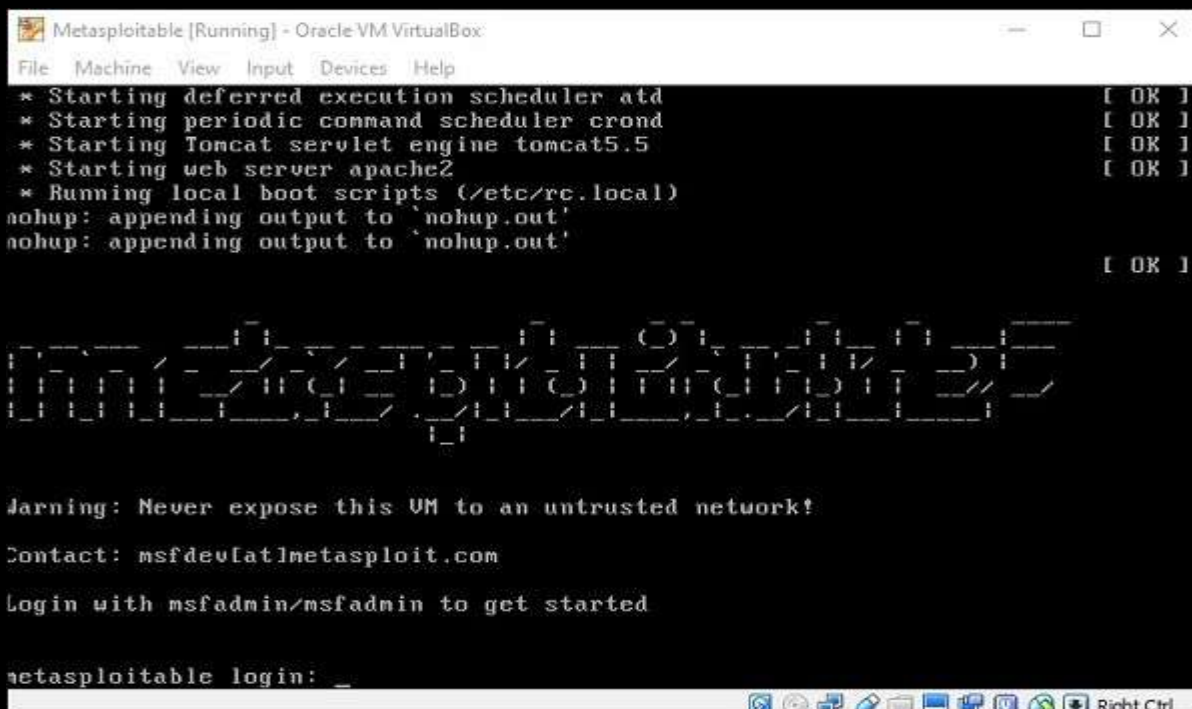 Metasploitable [Running] - Oracle VM VirtualBox
File Machine View Input Devices Help
* Starting deferred execution scheduler atd [ OK ]
* Starting periodic command scheduler crond [ OK ]
* Starting Tomcat servlet engine tomcat5.5 [ OK ]
* Starting web server apache2 [ OK ]
* Running local boot scripts (/etc/rc.local)
nohup: appending output to `nohup.out'
nohup: appending output to `nohup.out'
[ OK ]
metasploitable2
Warning: Never expose this VM to an untrusted network!
Contact: msfdev[at]metasploit.com
Login with msfadmin/msfadmin to get started
metasploitable login: _
Right Ctrl